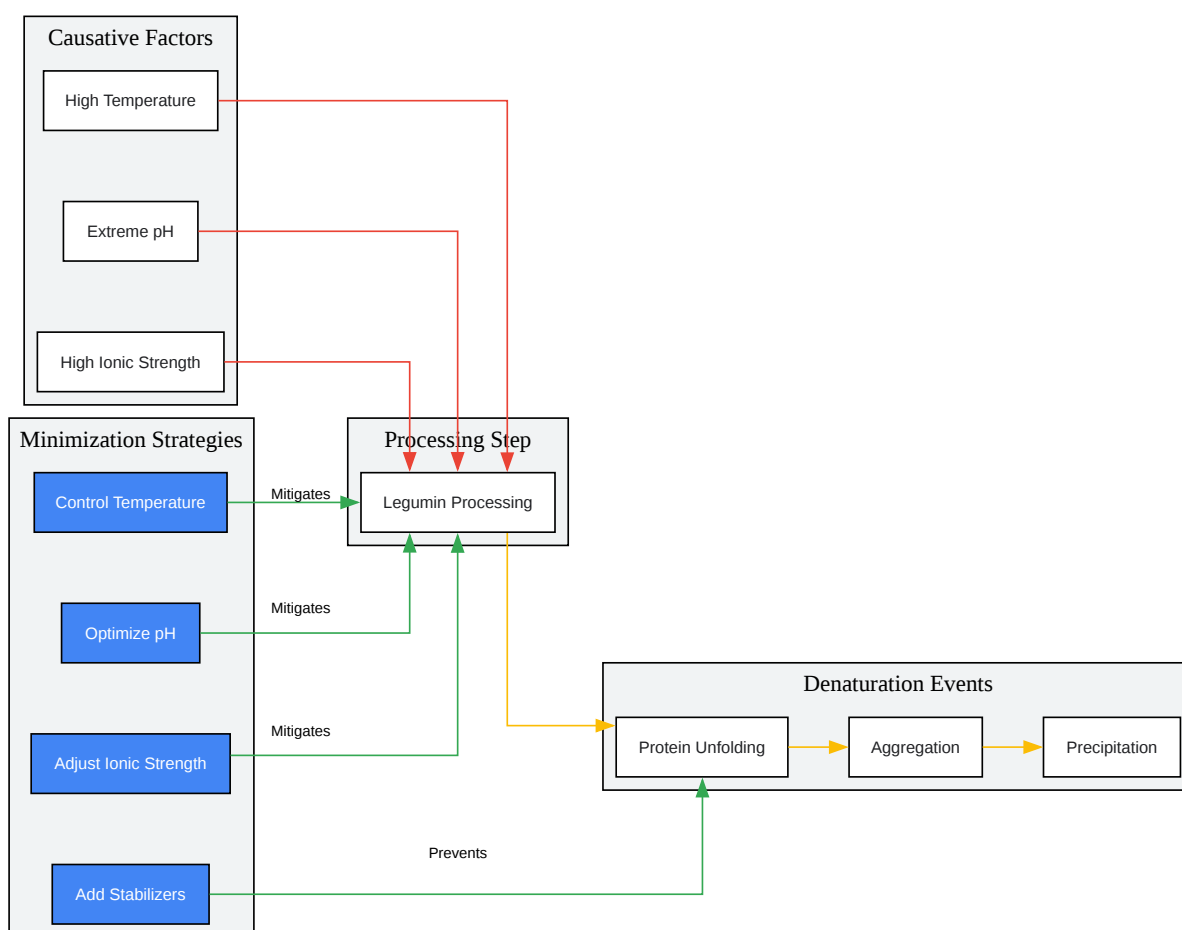 Causative Factors
High Temperature
Extreme pH
High Ionic Strength
Minimization Strategies
Control Temperature
Optimize pH
Adjust Ionic Strength
Add Stabilizers
Mitigates
Mitigates
Mitigates
Prevents
Processing Step
Legumin Processing
Denaturation Events
Protein Unfolding
Aggregation
Precipitation